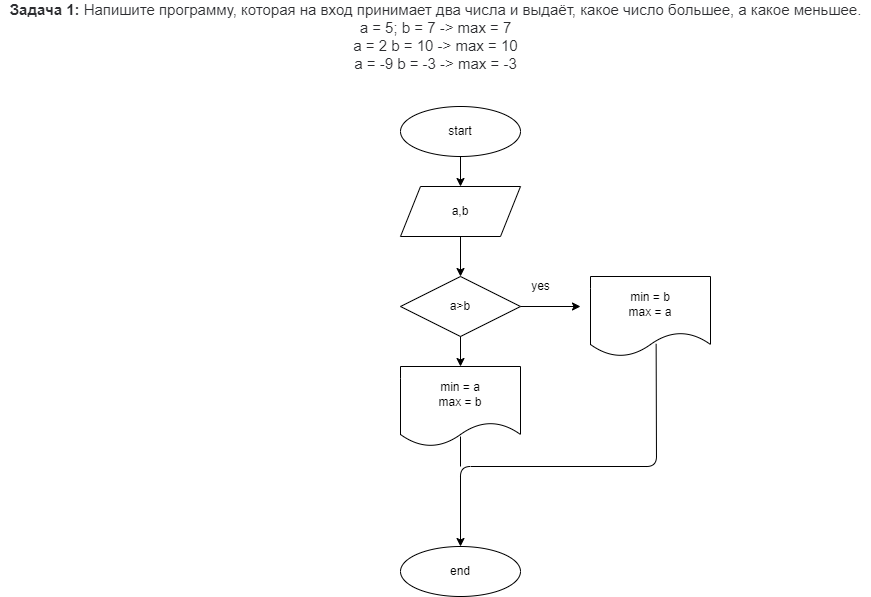 Задача 1: Напишите программу, которая на вход принимает два числа и выдаёт, какое число большее, а какое меньшее.
a = 5; b = 7 -> max = 7
a = 2 b = 10 -> max = 10
a = -9 b = -3 -> max = -3
start
a,b
a>b
yes
min = b
max = a
min = a
max = b
end